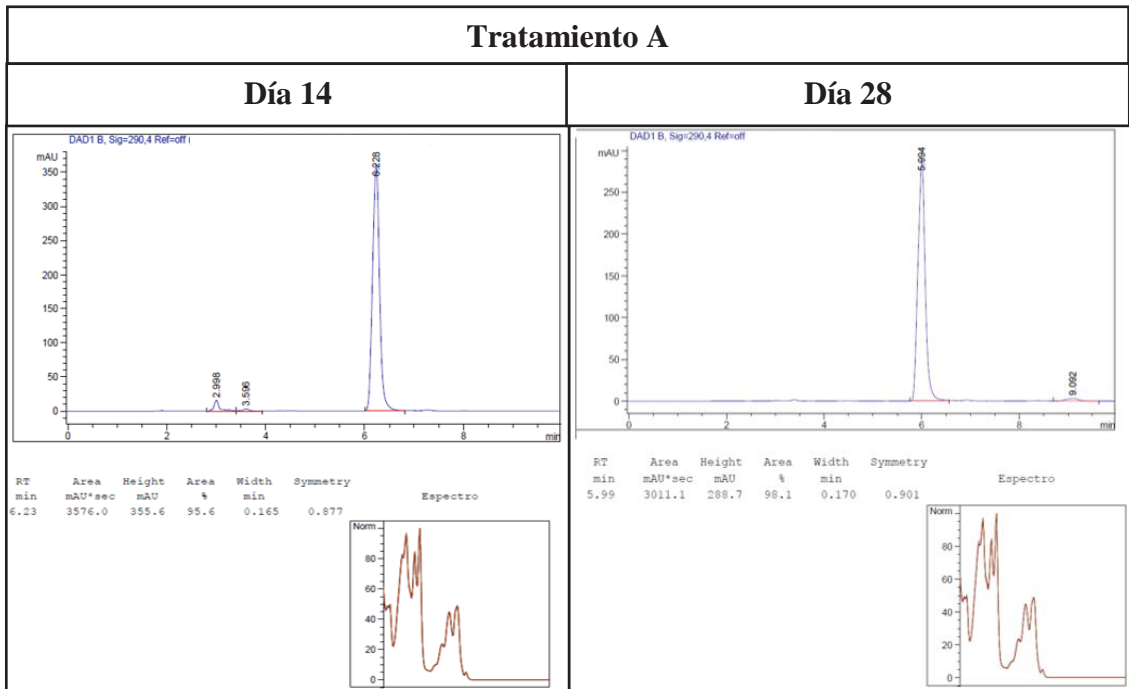 Tratamiento A
Día 14
Día 28
DAD1 B, Sig=290,4 Ref=off (
mAU
350
300
250
200
150
100
50
0
2.998
3.596
6.228
0 2 4 6 8 min
RT Area Height Area Width Symmetry
min mAU*sec mAU % min Espectro
6.23 3576.0 355.6 95.6 0.165 0.877
Norm
80
60
40
20
0
DAD1 B, Sig=290,4 Ref=off
mAU
250
200
150
100
50
0
5.994
9.092
0 2 4 6 8 min
RT Area Height Area Width Symmetry
min mAU*sec mAU % min Espectro
5.99 3011.1 288.7 98.1 0.170 0.901
Norm
80
60
40
20
0